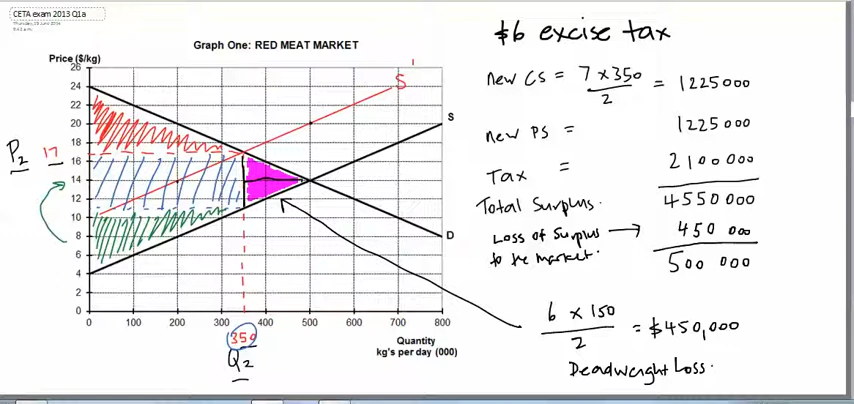 CETA exam 2013 Q1a
Graph One: RED MEAT MARKET
Price ($/kg)
26
24
22
20
18
16
14
12
10
8
6
4
2
0
P2 17
S'
S
D
0 100 200 300 400 500 600 700 800
350
Q2
Quantity
kg's per day (000)
$6 excise tax
new CS = 7 x 350 / 2 = 1225000
new PS = 1225000
Tax = 2100000
Total Surplus. 4550000
Loss of Surplus → 450 000
to the market.
500 000
6 x 150 / 2 = $450,000
Deadweight Loss.